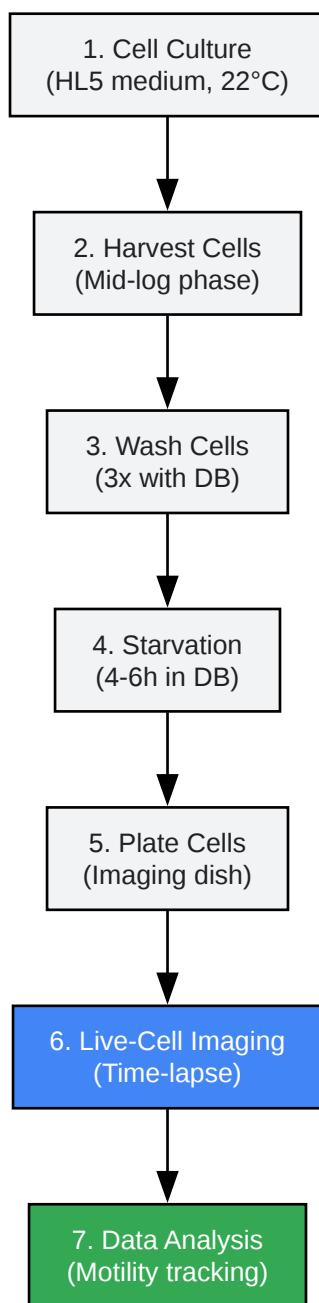 1. Cell Culture
(HL5 medium, 22°C)
2. Harvest Cells
(Mid-log phase)
3. Wash Cells
(3x with DB)
4. Starvation
(4-6h in DB)
5. Plate Cells
(Imaging dish)
6. Live-Cell Imaging
(Time-lapse)
7. Data Analysis
(Motility tracking)